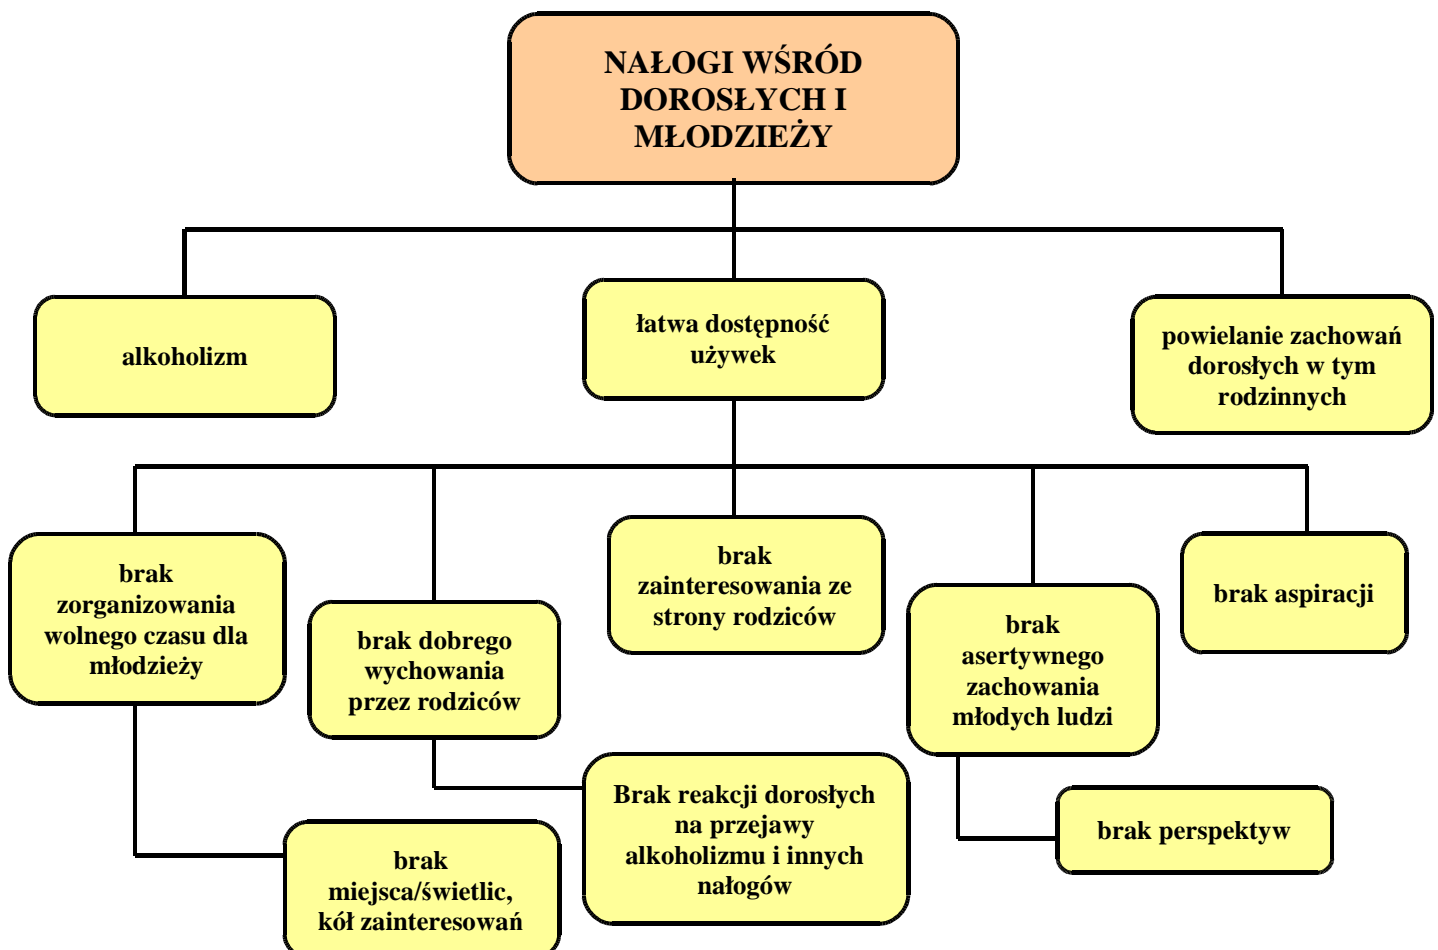 NAŁOGI WŚRÓD
DOROSŁYCH I
MŁODZIEŻY
alkoholizm
łatwa dostępność
używek
powielanie zachowań
dorosłych w tym
rodzinnych
brak
zorganizowania
wolnego czasu dla
młodzieży
brak dobrego
wychowania
przez rodziców
brak
zainteresowania ze
strony rodziców
brak
asertywnego
zachowania
młodych ludzi
brak aspiracji
brak
miejsca/świetlic,
kół zainteresowań
Brak reakcji dorosłych
na przejawy
alkoholizmu i innych
nałogów
brak perspektyw